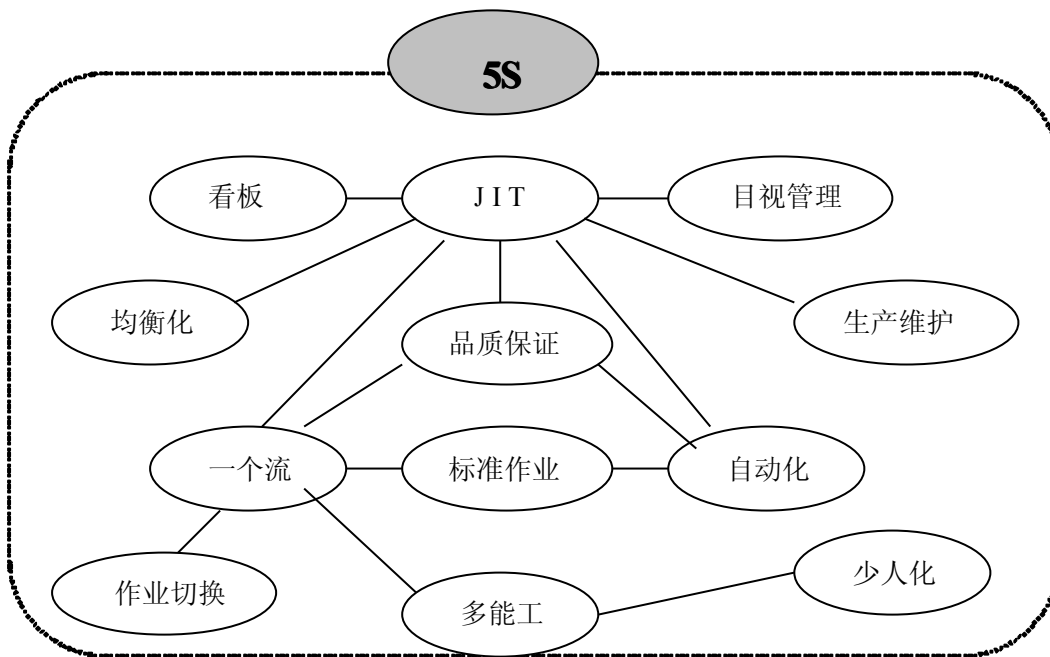 5S
看板
J I T
目视管理
均衡化
品质保证
生产维护
一个流
标准作业
自动化
作业切换
多能工
少人化